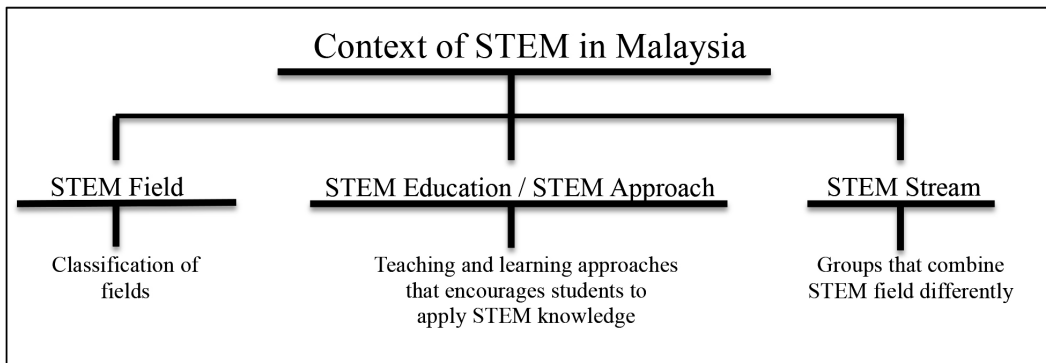 Context of STEM in Malaysia
STEM Field
STEM Education / STEM Approach
STEM Stream
Classification of
fields
Teaching and learning approaches
that encourages students to
apply STEM knowledge
Groups that combine
STEM field differently